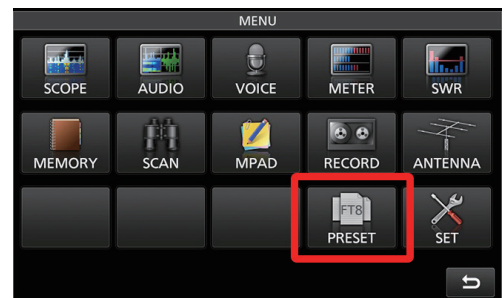 MENU
SCOPE AUDIO VOICE METER SWR
MEMORY SCAN MPAD RECORD ANTENNA
FT8
PRESET SET